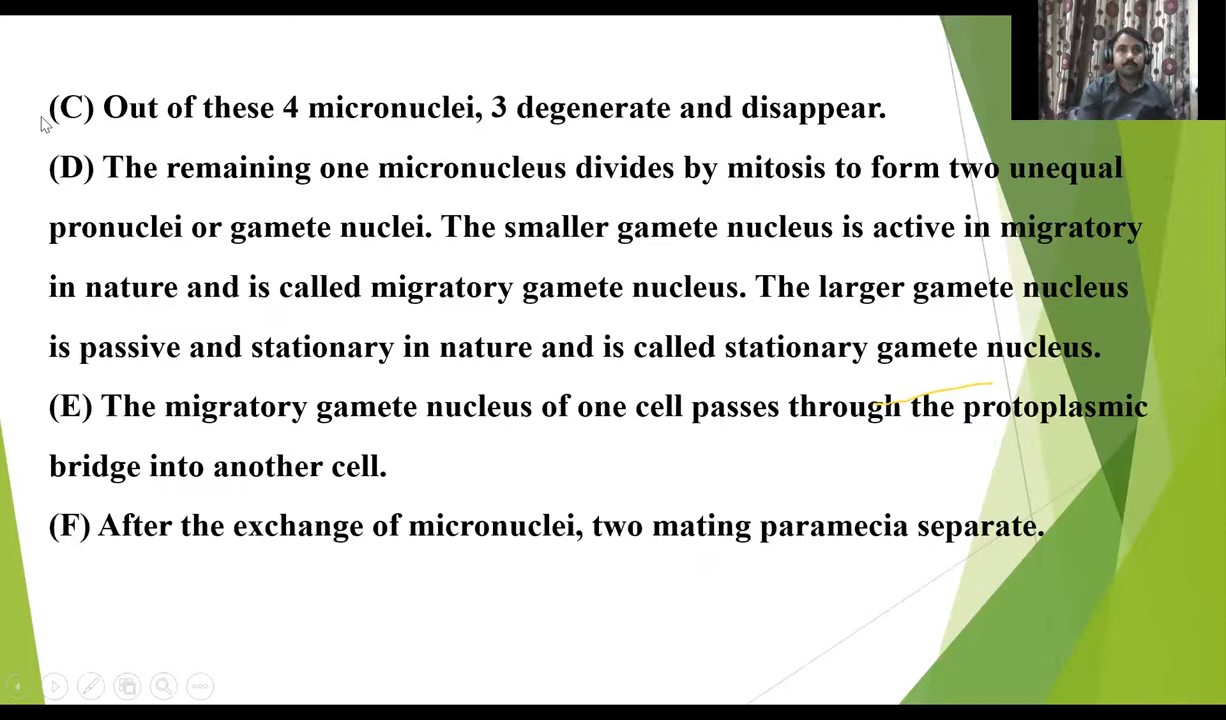 (C) Out of these 4 micronuclei, 3 degenerate and disappear.
(D) The remaining one micronucleus divides by mitosis to form two unequal
pronuclei or gamete nuclei. The smaller gamete nucleus is active in migratory
in nature and is called migratory gamete nucleus. The larger gamete nucleus
is passive and stationary in nature and is called stationary gamete nucleus.
(E) The migratory gamete nucleus of one cell passes through the protoplasmic
bridge into another cell.
(F) After the exchange of micronuclei, two mating paramecia separate.